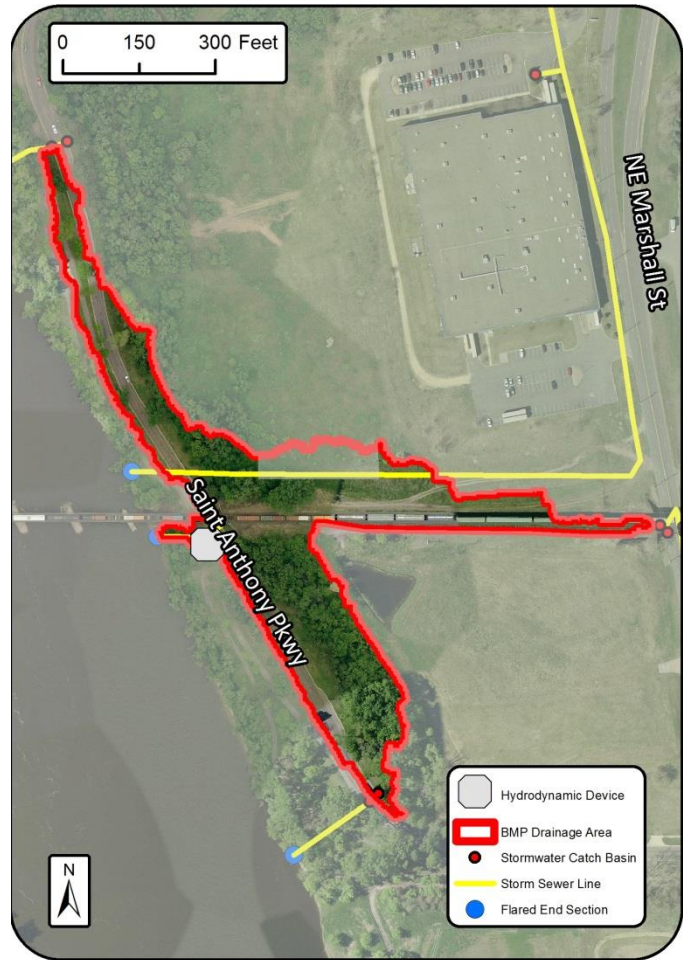 0 150 300 Feet
NE Marshall St
Saint Anthony Pkwy
Hydrodynamic Device
BMP Drainage Area
Stormwater Catch Basin
Storm Sewer Line
Flared End Section
N